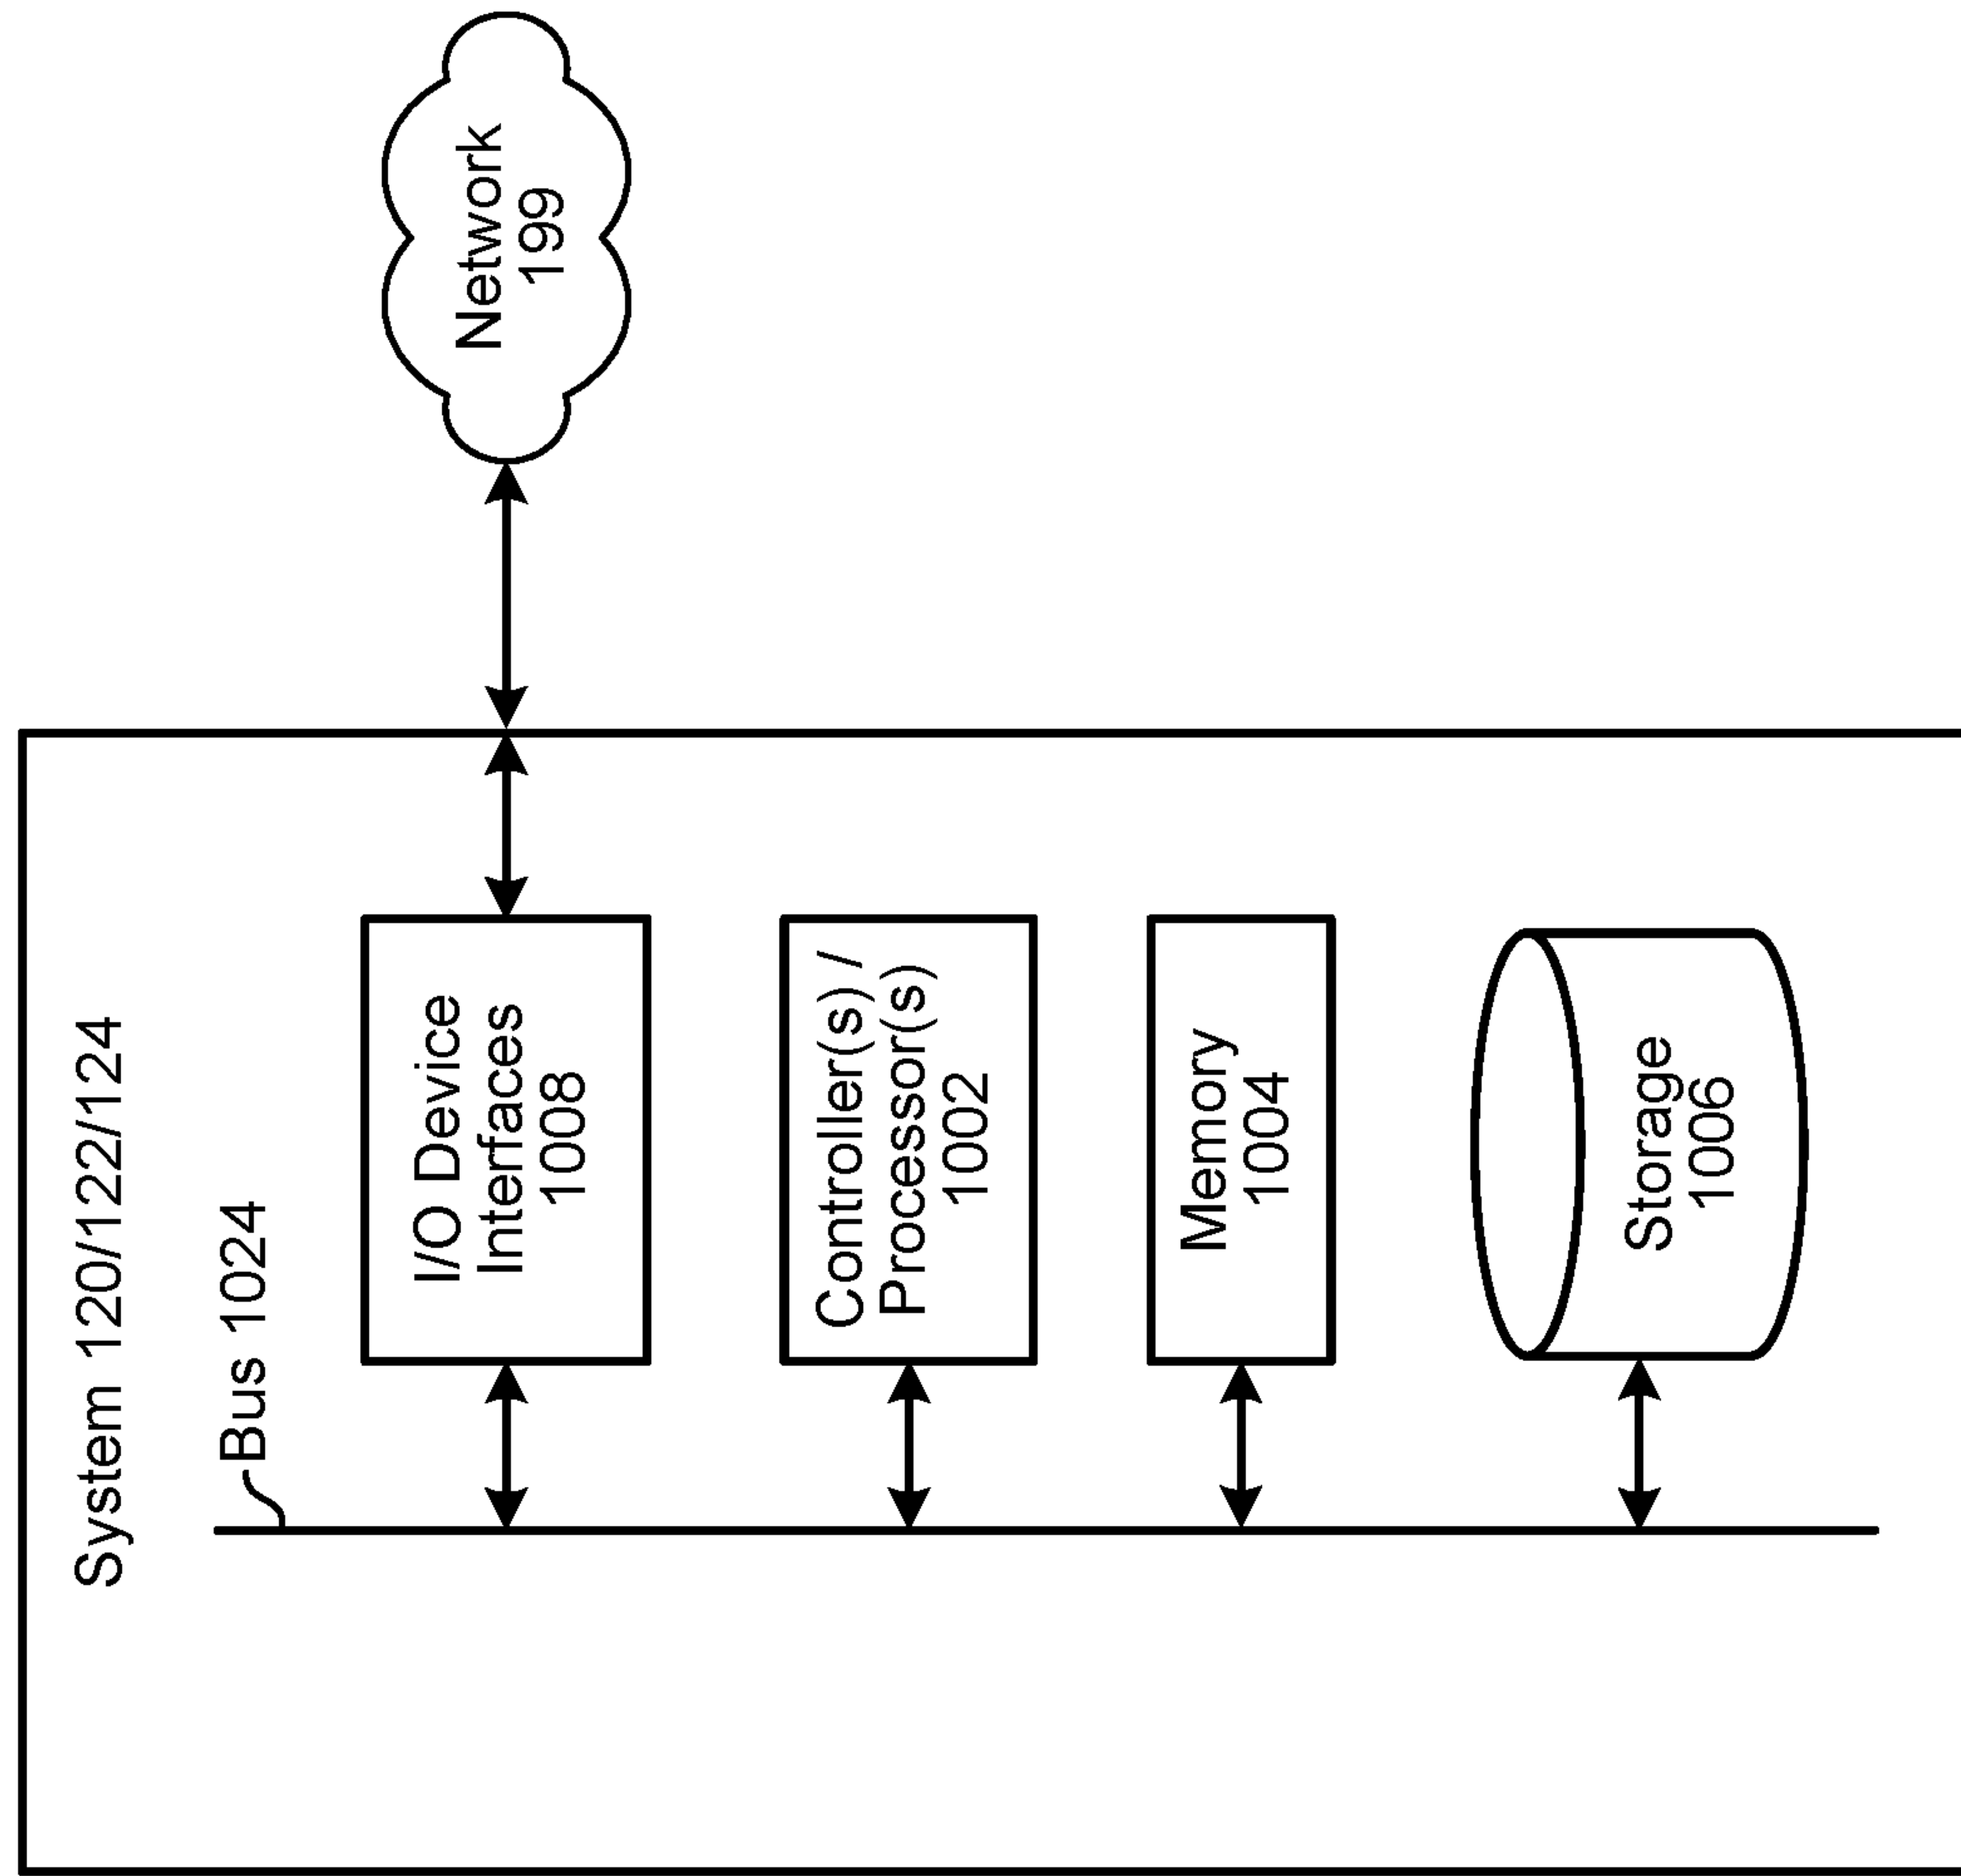 System 120/122/124
Bus 1024
I/O Device
Interfaces
1008
Controller(s) /
Processor(s)
1002
Memory
1004
Storage
1006
Network
199